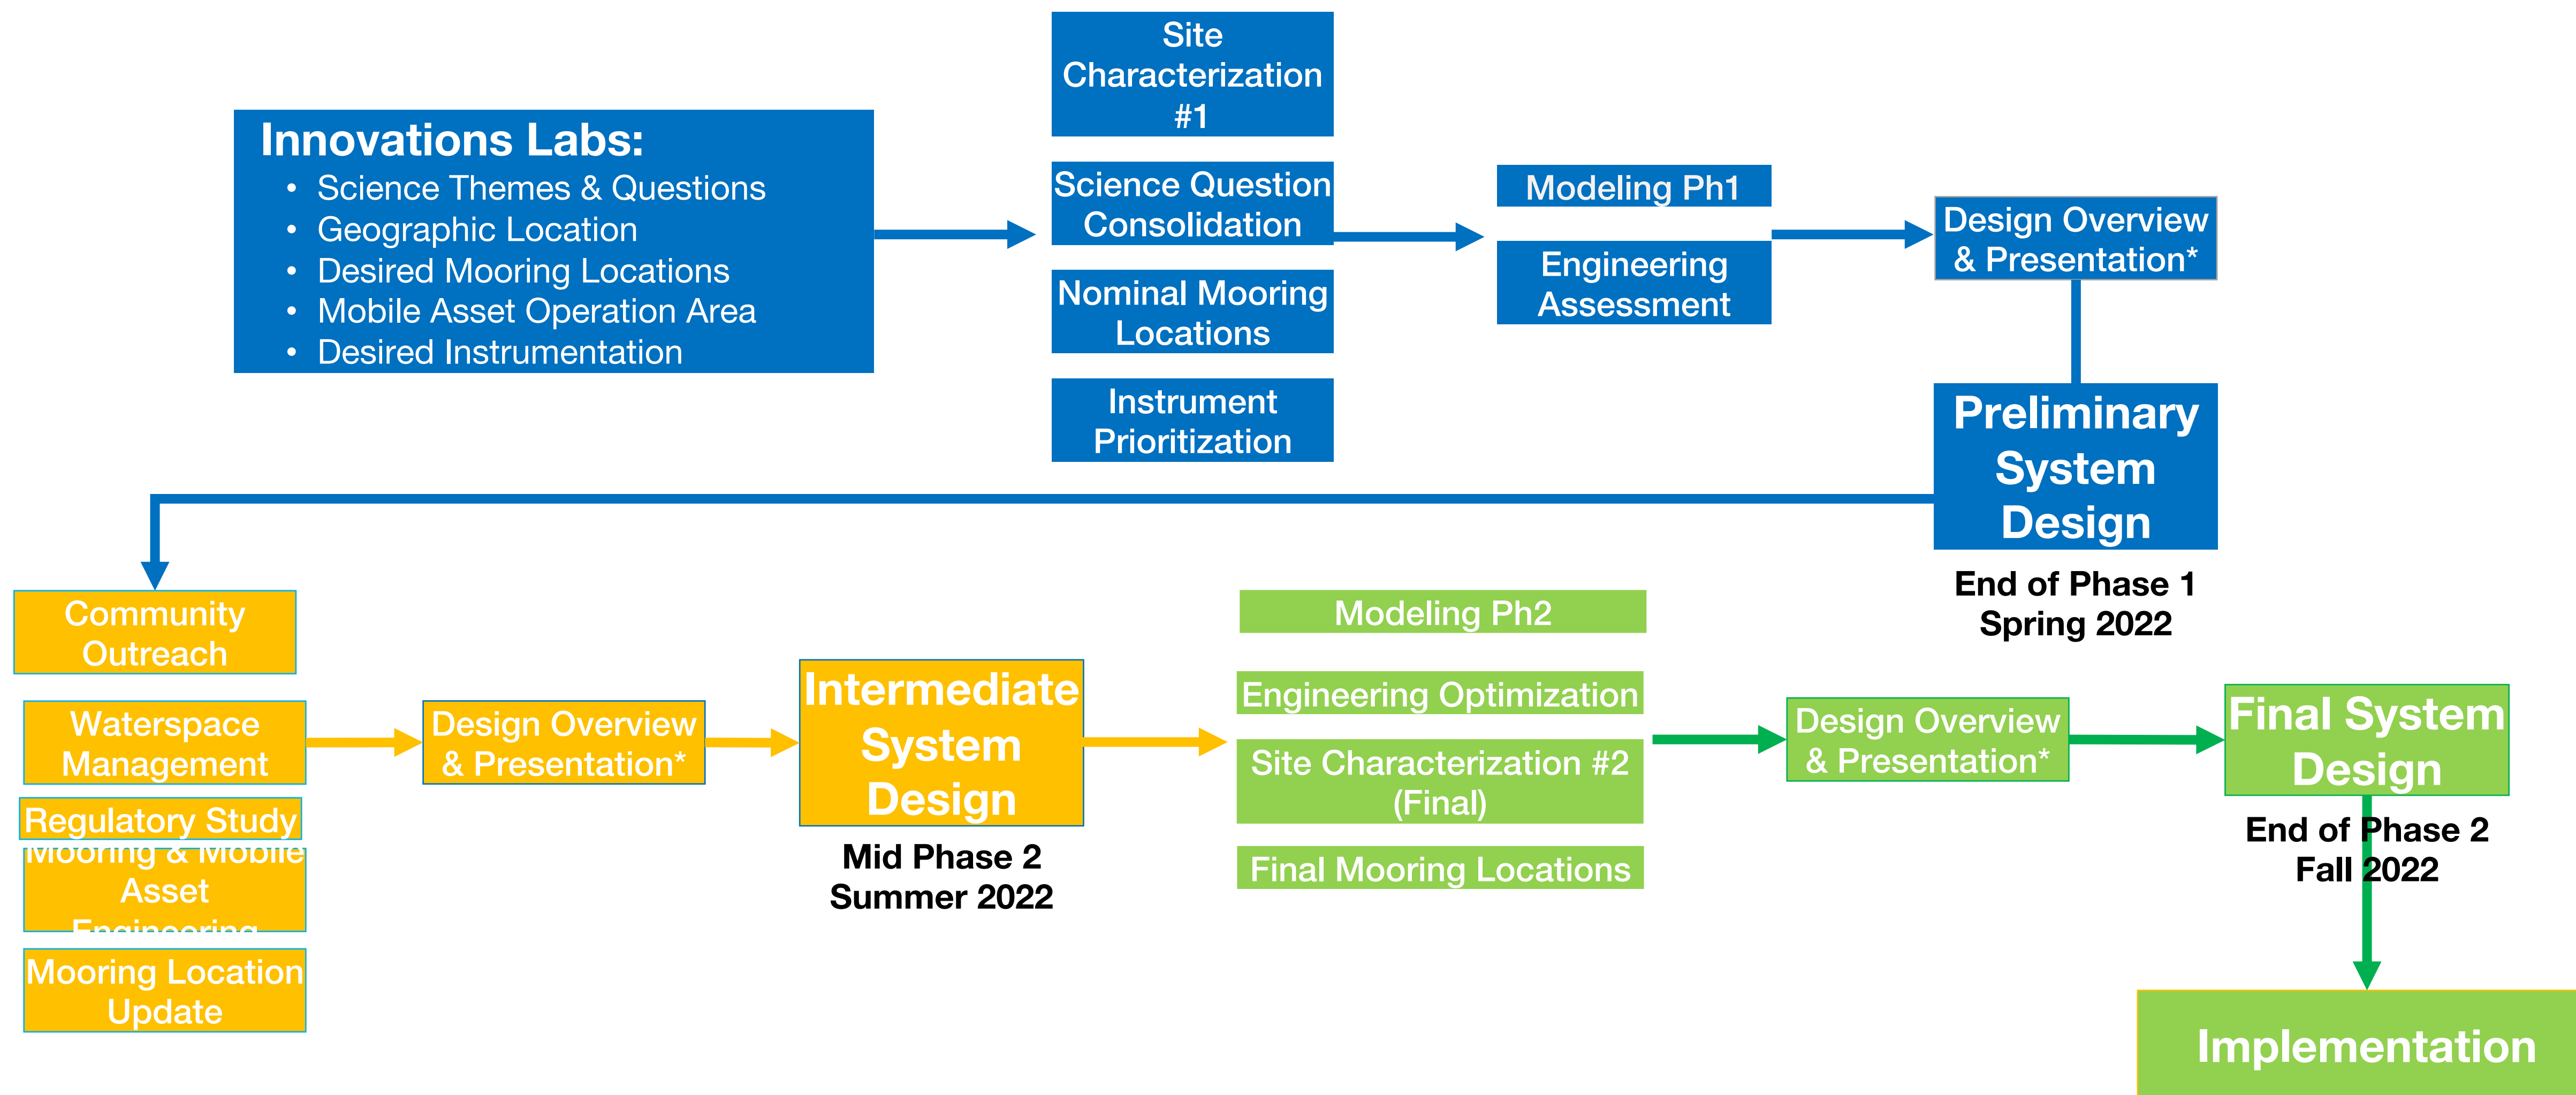 Site
Characterization
#1
Innovations Labs:
• Science Themes & Questions
• Geographic Location
• Desired Mooring Locations
• Mobile Asset Operation Area
• Desired Instrumentation
Science Question
Consolidation
Nominal Mooring
Locations
Instrument
Prioritization
Modeling Ph1
Engineering
Assessment
Design Overview
& Presentation*
Preliminary
System
Design
End of Phase 1
Spring 2022
Community
Outreach
Waterspace
Management
Regulatory Study
Mooring & Mobile
Asset
Engineering
Mooring Location
Update
Design Overview
& Presentation*
Intermediate
System
Design
Mid Phase 2
Summer 2022
Modeling Ph2
Engineering Optimization
Site Characterization #2
(Final)
Final Mooring Locations
Design Overview
& Presentation*
Final System
Design
End of Phase 2
Fall 2022
Implementation